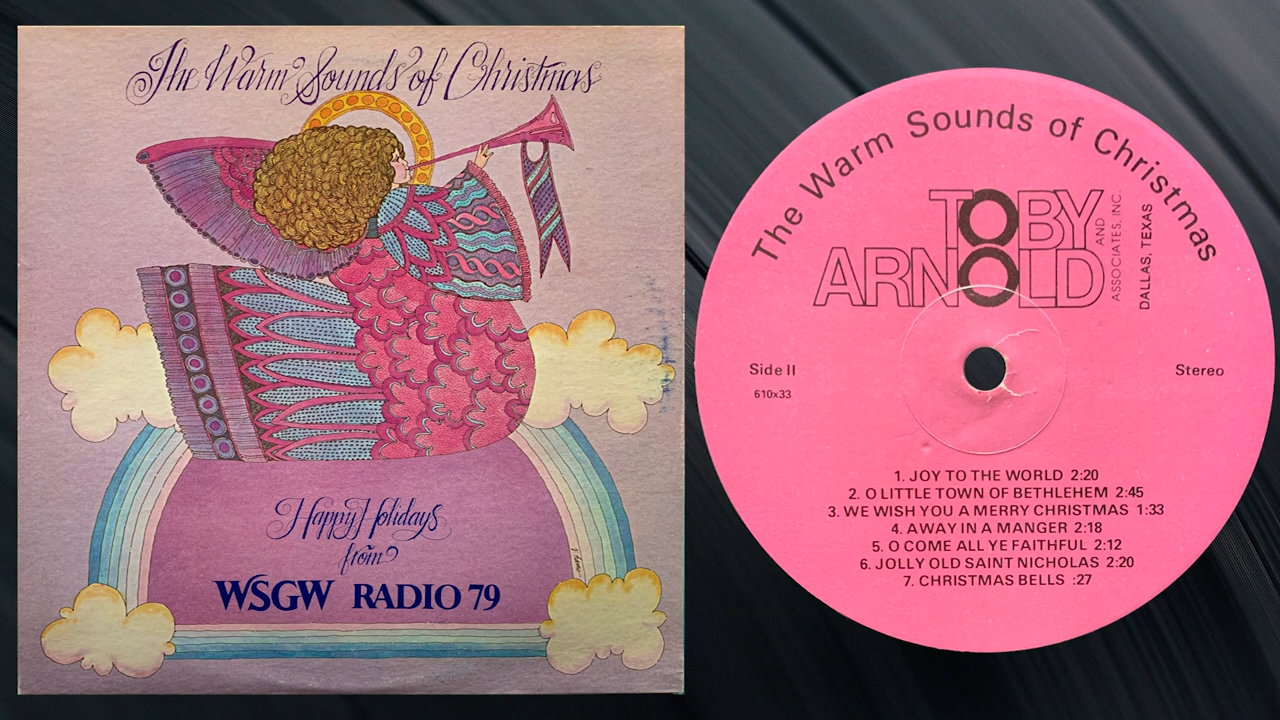 The Warm Sounds of Christmas
Happy Holidays
from
WSGW RADIO 79
The Warm Sounds of Christmas
TOBY
AND
ARNOLD
ASSOCIATES, INC.
DALLAS, TEXAS
Side II
Stereo
610x33
1. JOY TO THE WORLD 2:20
2. O LITTLE TOWN OF BETHLEHEM 2:45
3. WE WISH YOU A MERRY CHRISTMAS 1:33
4. AWAY IN A MANGER 2:18
5. O COME ALL YE FAITHFUL 2:12
6. JOLLY OLD SAINT NICHOLAS 2:20
7. CHRISTMAS BELLS :27